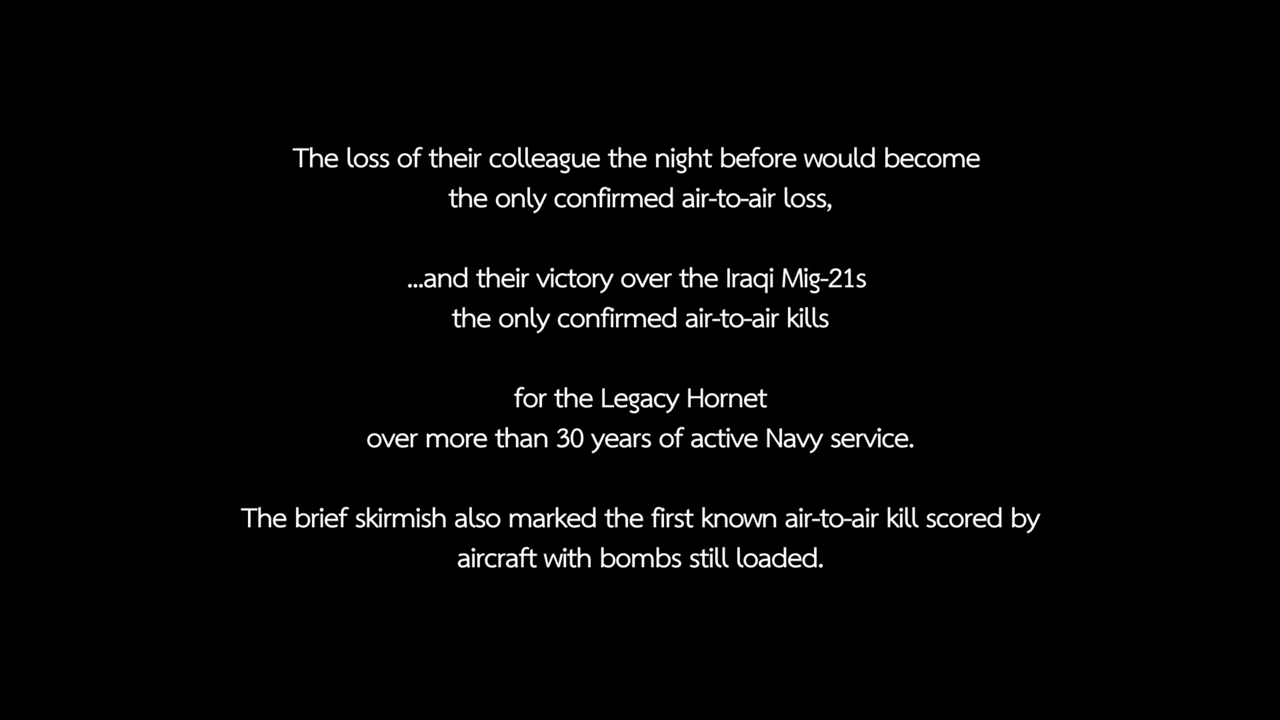 The loss of their colleague the night before would become
the only confirmed air-to-air loss,
...and their victory over the Iraqi Mig-21s
the only confirmed air-to-air kills
for the Legacy Hornet
over more than 30 years of active Navy service.
The brief skirmish also marked the first known air-to-air kill scored by
aircraft with bombs still loaded.